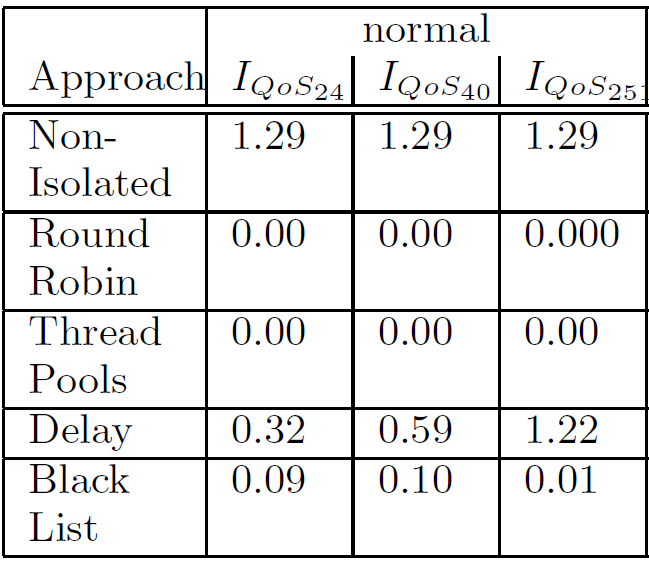 normal
Approach I_{QoS_{24}} I_{QoS_{40}} I_{QoS_{251}}
Non- 1.29 1.29 1.29
Isolated
Round 0.00 0.00 0.000
Robin
Thread 0.00 0.00 0.00
Pools
Delay 0.32 0.59 1.22
Black 0.09 0.10 0.01
List